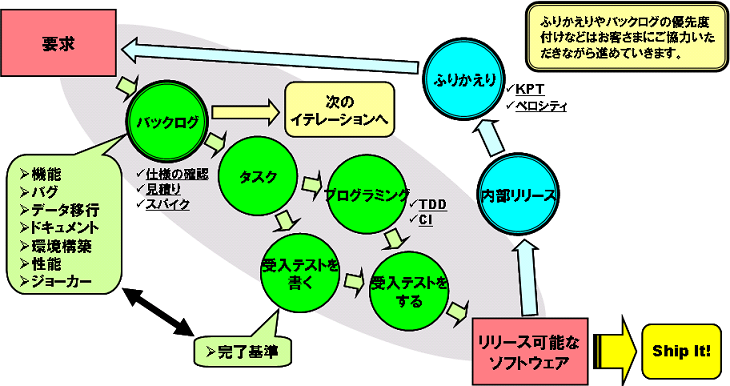 要求
ふりかえりやバックログの優先度
付けなどはお客さまにご協力いた
だきながら進めていきます。
ふりかえり
✓KPT
✓ベロシティ
バックログ
次の
イテレーションへ
✓仕様の確認
✓見積り
✓スパイク
➢機能
➢バグ
➢データ移行
➢ドキュメント
➢環境構築
➢性能
➢ジョーカー
タスク
プログラミング
✓TDD
✓CI
内部リリース
受入テストを
書く
受入テストを
する
➢完了基準
リリース可能な
ソフトウェア
Ship It!